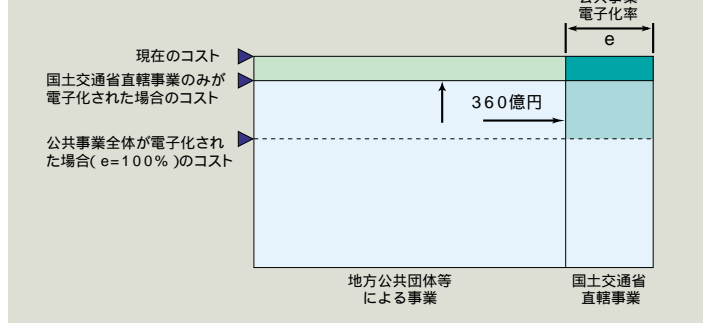 電子化率
e
現在のコスト
国土交通省直轄事業のみが
電子化された場合のコスト
360億円
公共事業全体が電子化され
た場合(e=100%)のコスト
地方公共団体等
による事業
国土交通省
直轄事業